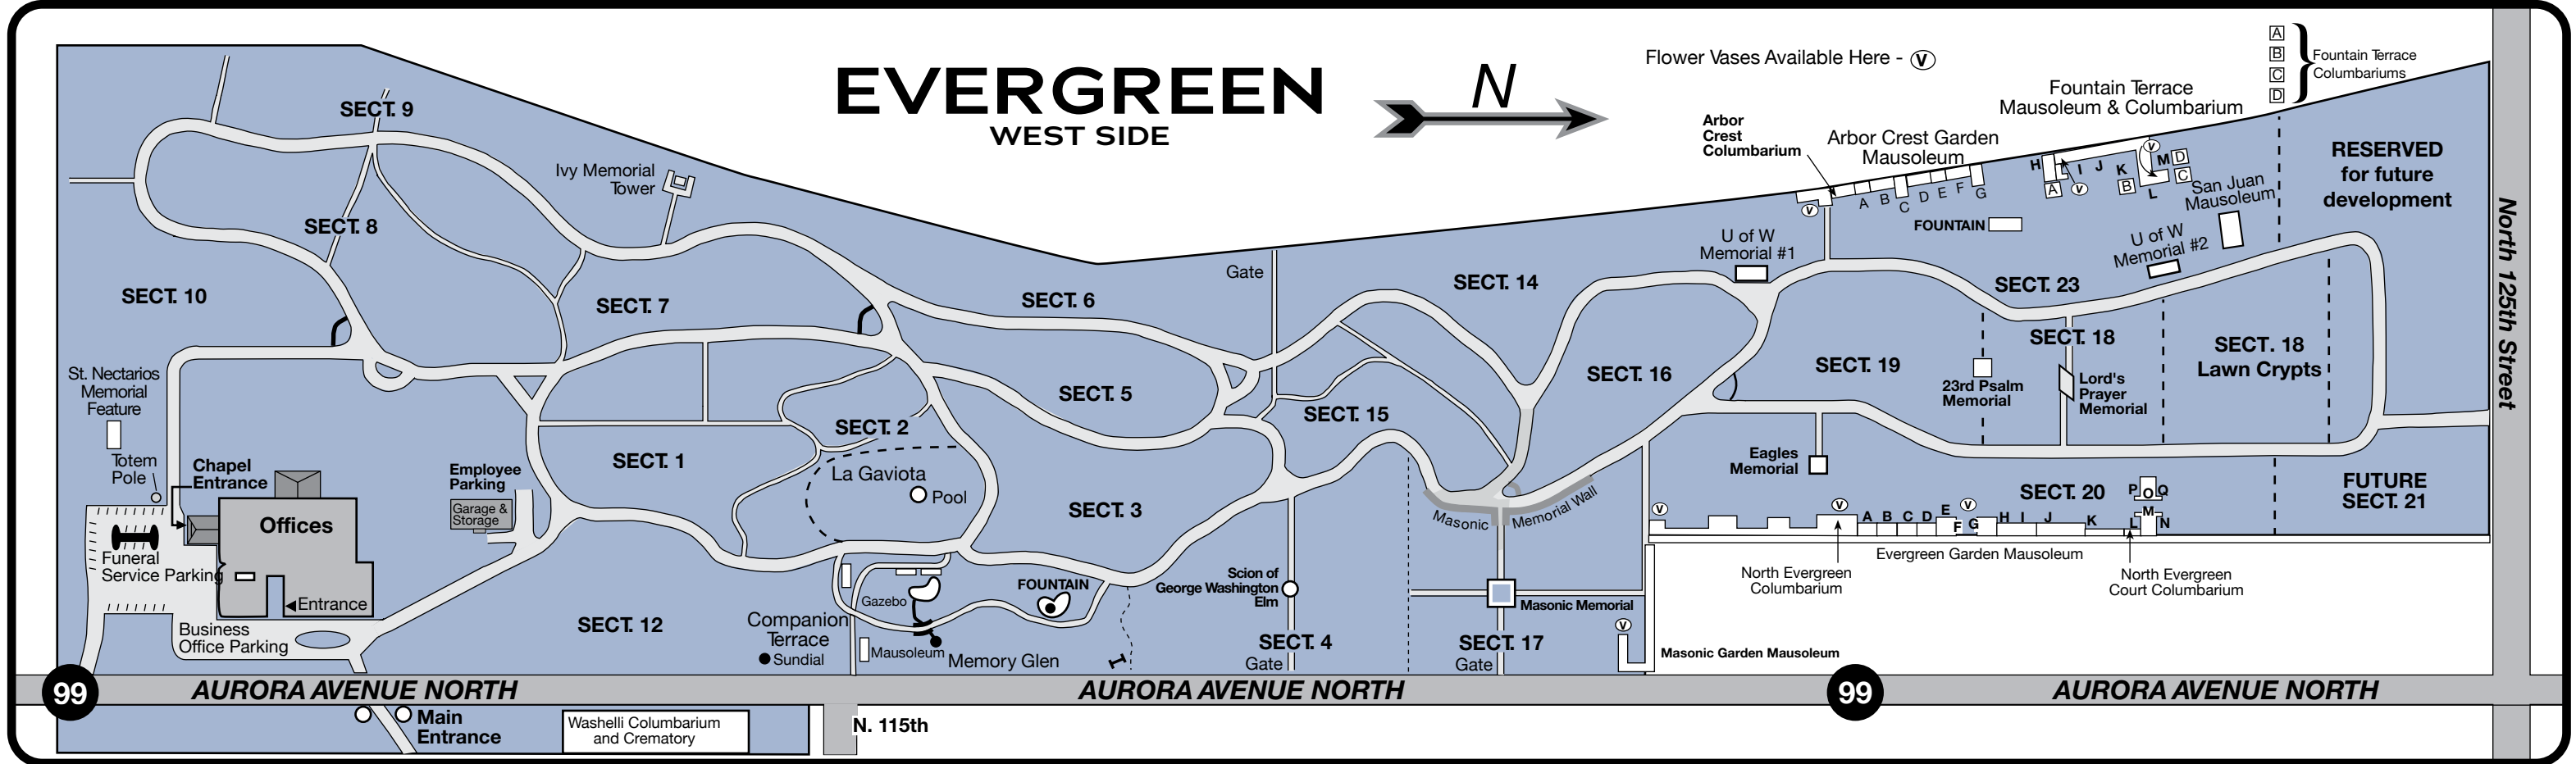 EVERGREEN
WEST SIDE
N
Flower Vases Available Here - V
A
B
C
D
Fountain Terrace
Columbariums
Fountain Terrace
Mausoleum & Columbarium
Arbor
Crest
Columbarium
Arbor Crest Garden
Mausoleum
V
A B C D E F G
H I J K L M
A V B V D C
San Juan
Mausoleum
RESERVED
for future
development
North 125th Street
FOUNTAIN
U of W
Memorial #1
U of W
Memorial #2
SECT. 9
Ivy Memorial
Tower
SECT. 8
SECT. 10
SECT. 7
SECT. 6
Gate
SECT. 14
SECT. 23
SECT. 18
SECT. 18
Lawn Crypts
SECT. 19
SECT. 16
23rd Psalm
Memorial
Lord's
Prayer
Memorial
SECT. 5
SECT. 15
SECT. 2
St. Nectarios
Memorial
Feature
Totem
Pole
Chapel
Entrance
Employee
Parking
Garage &
Storage
SECT. 1
La Gaviota
Pool
SECT. 3
Eagles
Memorial
SECT. 20
FUTURE
SECT. 21
Masonic Memorial Wall
V
V
A B C D E F G H I J K L M N O P Q
V
Evergreen Garden Mausoleum
North Evergreen
Columbarium
North Evergreen
Court Columbarium
Offices
Funeral
Service Parking
Entrance
Business
Office Parking
SECT. 12
Companion
Terrace
Sundial
Gazebo
Mausoleum
Memory Glen
FOUNTAIN
Scion of
George Washington
Elm
SECT. 4
Gate
SECT. 17
Gate
Masonic Memorial
V
Masonic Garden Mausoleum
99
AURORA AVENUE NORTH
AURORA AVENUE NORTH
99
AURORA AVENUE NORTH
Main
Entrance
Washelli Columbarium
and Crematory
N. 115th